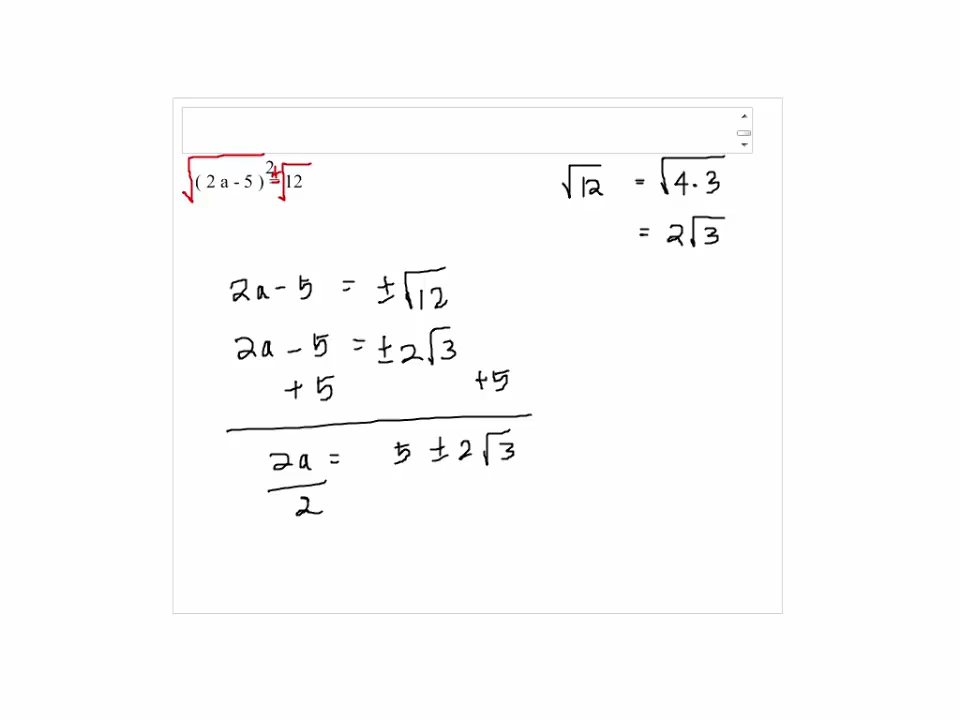 √(2a-5)² = ±√12
√12 = √4·3
= 2√3
2a-5 = ±√12
2a-5 = ±2√3
+5 +5
2a = 5 ±2√3
2